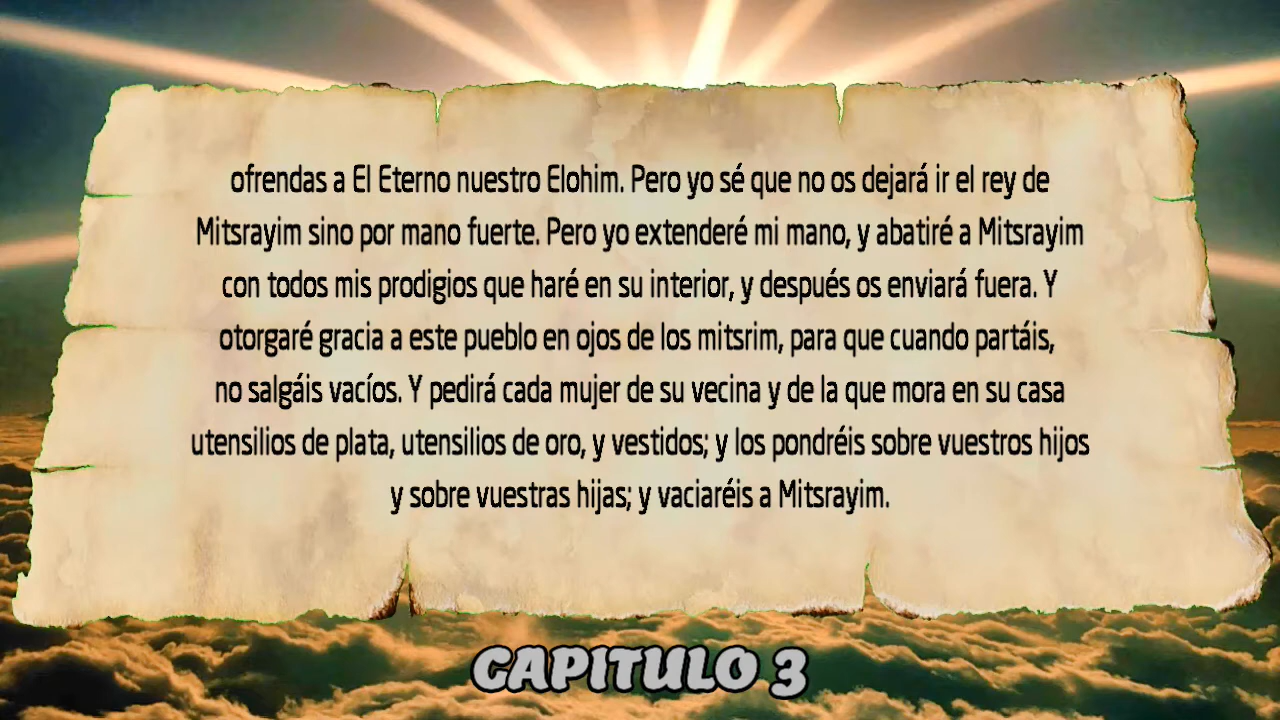 ofrendas a El Eterno nuestro Elohim. Pero yo sé que no os dejará ir el rey de
Mitsrayim sino por mano fuerte. Pero yo extenderé mi mano, y abatiré a Mitsrayim
con todos mis prodigios que haré en su interior, y después os enviará fuera. Y
otorgaré gracia a este pueblo en ojos de los mitsrim, para que cuando partáis,
no salgáis vacíos. Y pedirá cada mujer de su vecina y de la que mora en su casa
utensilios de plata, utensilios de oro, y vestidos; y los pondréis sobre vuestros hijos
y sobre vuestras hijas; y vaciaréis a Mitsrayim.
CAPITULO 3